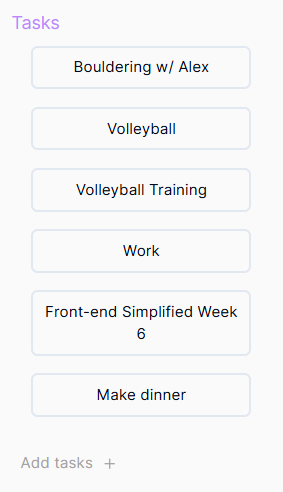 Tasks
Bouldering w/ Alex
Volleyball
Volleyball Training
Work
Front-end Simplified Week
6
Make dinner
Add tasks +